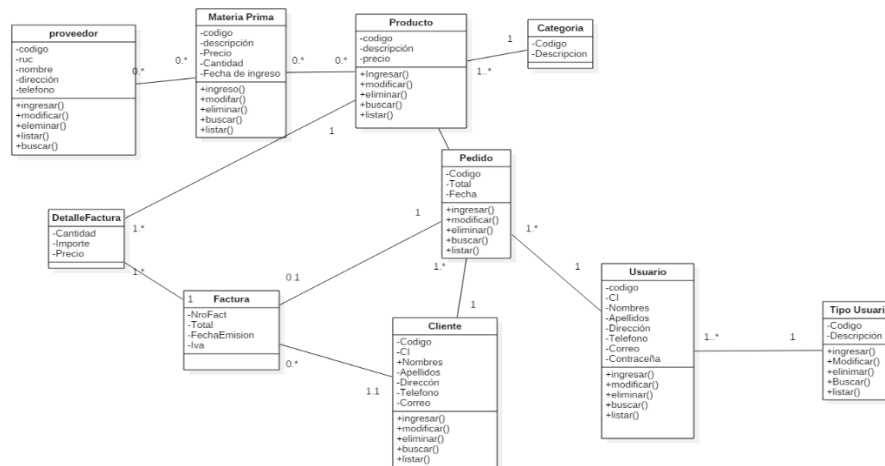 proveedor
-codigo
-ruc
-nombre
-dirección
-telefono
+ingresar()
+modificar()
+eleminar()
+listar()
+buscar()
0.*
0.*
Materia Prima
-codigo
-descripción
-Precio
-Cantidad
-Fecha de ingreso
+ingreso()
+modifar()
+eliminar()
+buscar()
+listar()
0.*
0.*
Producto
-codigo
-descripción
-precio
+Ingresar()
+modificar()
+eliminar()
+buscar()
+listar()
1
1..*
Categoria
-Codigo
-Descripcion
1
1.*
DetalleFactura
-Cantidad
-Importe
-Precio
1.*
1
Factura
-NroFact
-Total
-FechaEmision
-Iva
0.1
1
0.*
1.1
Pedido
-Codigo
-Total
-Fecha
+ingresar()
+modificar()
+eliminar()
+buscar()
+listar()
1.*
1
1..*
1
Cliente
-Codigo
-CI
+Nombres
-Apellidos
-Direccón
-Telefono
-Correo
+ingresar()
+modificar()
+eliminar()
+buscar()
+listar()
Usuario
-codigo
-CI
-Nombres
-Apellidos
-Dirección
-Telefono
-Correo
-Contraceña
+ingresar()
+modificar()
+eliminar()
+buscar()
+listar()
1..*
1
Tipo Usuario
-Codigo
-Descripción
+ingresar()
+Modificar()
+elinimar()
+Buscar()
+listar()